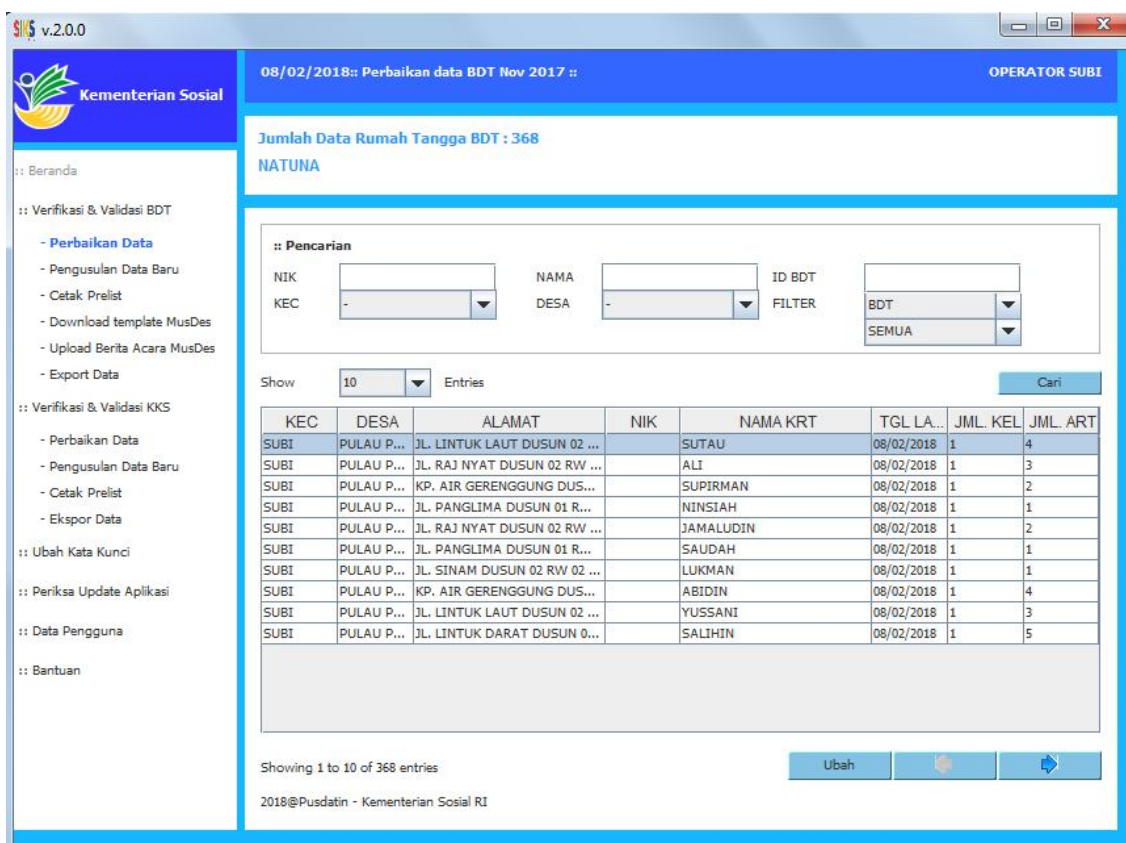 SIKS v.2.0.0
Kementerian Sosial
08/02/2018:: Perbaikan data BDT Nov 2017 ::
OPERATOR SUBI
Jumlah Data Rumah Tangga BDT : 368
NATUNA
:: Beranda
:: Verifikasi & Validasi BDT
- Perbaikan Data
- Pengusulan Data Baru
- Cetak Prelist
- Download template MusDes
- Upload Berita Acara MusDes
- Export Data
:: Verifikasi & Validasi KKS
- Perbaikan Data
- Pengusulan Data Baru
- Cetak Prelist
- Ekspor Data
:: Ubah Kata Kunci
:: Periksa Update Aplikasi
:: Data Pengguna
:: Bantuan
:: Pencarian
NIK NAMA ID BDT
KEC - DESA - FILTER BDT
SEMUA
Show 10 Entries Cari
KEC DESA ALAMAT NIK NAMA KRT TGL LA... JML. KEL JML. ART
SUBI PULAU P... JL. LINTUK LAUT DUSUN 02 ... SUTAU 08/02/2018 1 4
SUBI PULAU P... JL. RAJ NYAT DUSUN 02 RW ... ALI 08/02/2018 1 3
SUBI PULAU P... KP. AIR GERENGGUNG DUS... SUPIRMAN 08/02/2018 1 2
SUBI PULAU P... JL. PANGLIMA DUSUN 01 R... NINSIAH 08/02/2018 1 1
SUBI PULAU P... JL. RAJ NYAT DUSUN 02 RW ... JAMALUDIN 08/02/2018 1 2
SUBI PULAU P... JL. PANGLIMA DUSUN 01 R... SAUDAH 08/02/2018 1 1
SUBI PULAU P... JL. SINAM DUSUN 02 RW 02 ... LUKMAN 08/02/2018 1 1
SUBI PULAU P... KP. AIR GERENGGUNG DUS... ABIDIN 08/02/2018 1 4
SUBI PULAU P... JL. LINTUK LAUT DUSUN 02 ... YUSSANI 08/02/2018 1 3
SUBI PULAU P... JL. LINTUK DARAT DUSUN 0... SALIHIN 08/02/2018 1 5
Showing 1 to 10 of 368 entries
Ubah
2018@Pusdatin - Kementerian Sosial RI